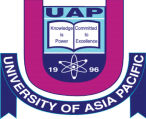 UAP
Knowledge is Power
Committed to Excellence
19 96
UNIVERSITY OF ASIA PACIFIC